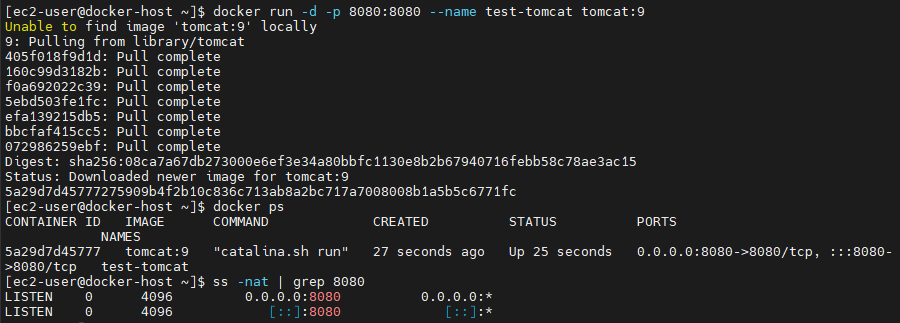 [ec2-user@docker-host ~]$ docker run -d -p 8080:8080 --name test-tomcat tomcat:9
Unable to find image 'tomcat:9' locally
9: Pulling from library/tomcat
405f018f9d1d: Pull complete
160c99d3182b: Pull complete
f0a692022c39: Pull complete
5ebd503fe1fc: Pull complete
efa139215db5: Pull complete
bbcfaf415cc5: Pull complete
072986259ebf: Pull complete
Digest: sha256:08ca7a67db273000e6ef3e34a80bbfc1130e8b2b67940716febb58c78ae3ac15
Status: Downloaded newer image for tomcat:9
5a29d7d45777275909b4f2b10c836c713ab8a2bc717a7008008b1a5b5c6771fc
[ec2-user@docker-host ~]$ docker ps
CONTAINER ID   IMAGE      COMMAND             CREATED          STATUS          PORTS
             NAMES
5a29d7d45777   tomcat:9   "catalina.sh run"   27 seconds ago   Up 25 seconds   0.0.0.0:8080->8080/tcp, :::8080-
>8080/tcp   test-tomcat
[ec2-user@docker-host ~]$ ss -nat | grep 8080
LISTEN    0      4096         0.0.0.0:8080           0.0.0.0:*
LISTEN    0      4096            [::]:8080              [::]:*